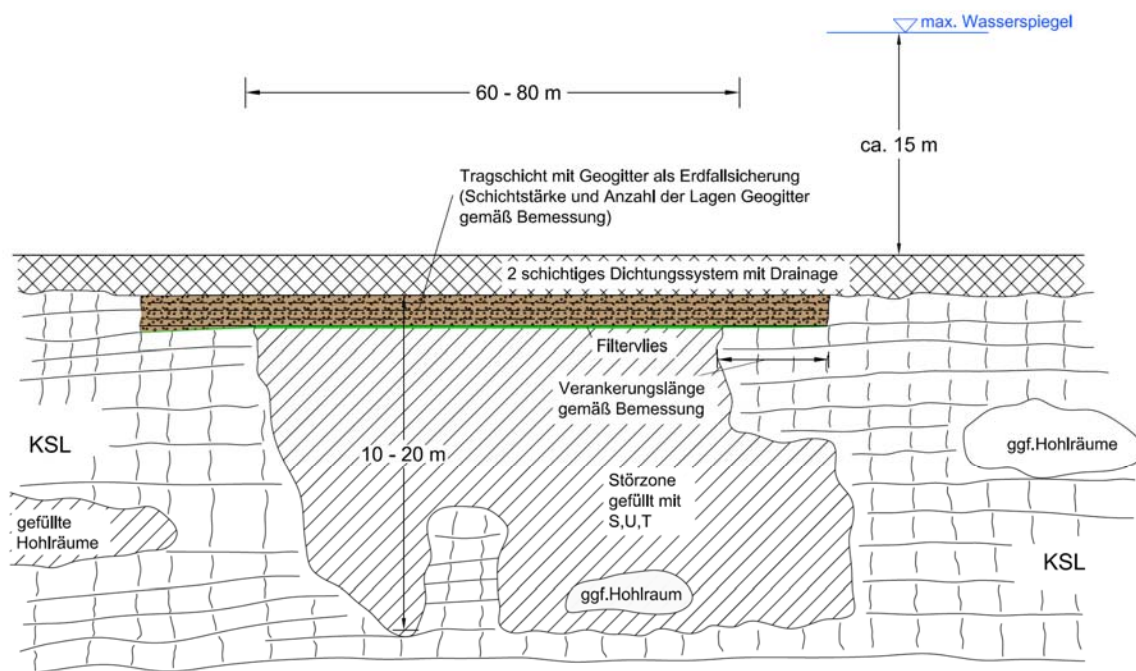 max. Wasserspiegel
60 - 80 m
ca. 15 m
Tragschicht mit Geogitter als Erdfallsicherung
(Schichtstärke und Anzahl der Lagen Geogitter
gemäß Bemessung)
2 schichtiges Dichtungssystem mit Drainage
Filtervlies
Verankerungslänge
gemäß Bemessung
KSL
10 - 20 m
ggf.Hohlräume
Störzone
gefüllt mit
S,U,T
gefüllte
Hohlräume
KSL
ggf.Hohlraum